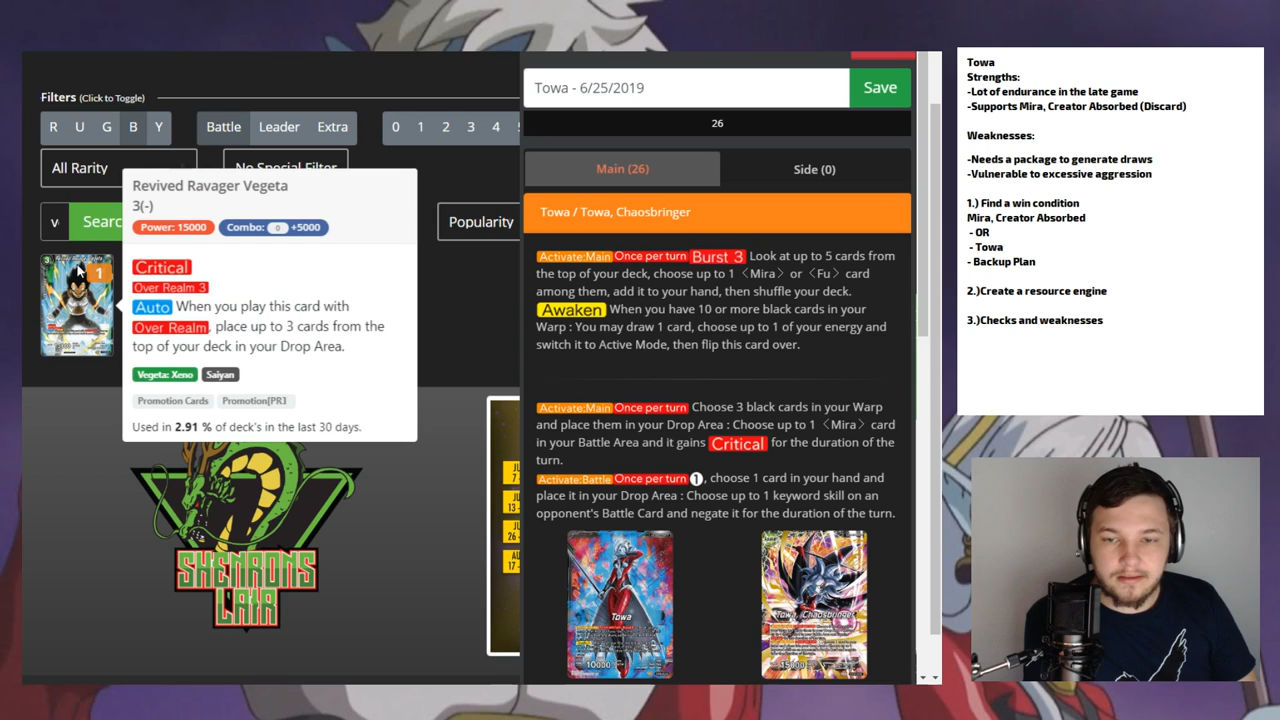 Filters (Click to Toggle)
R U G B Y
Battle Leader Extra
0 1 2 3 4
All Rarity
No Special Filter
Searc
Popularity
Revived Ravager Vegeta
3(-)
Power: 15000
Combo: 0 +5000
Critical
Over Realm 3
Auto When you play this card with
Over Realm, place up to 3 cards from the
top of your deck in your Drop Area.
Vegeta: Xeno Saiyan
Promotion Cards Promotion[PR]
Used in 2.91 % of deck's in the last 30 days.
1
SHENRONS
LAIR
Towa - 6/25/2019
Save
26
Main (26)
Side (0)
Towa / Towa, Chaosbringer
Activate:Main Once per turn Burst 3 Look at up to 5 cards from
the top of your deck, choose up to 1 〈Mira〉 or 〈Fu〉 card
among them, add it to your hand, then shuffle your deck.
Awaken When you have 10 or more black cards in your
Warp : You may draw 1 card, choose up to 1 of your energy and
switch it to Active Mode, then flip this card over.
Activate:Main Once per turn Choose 3 black cards in your Warp
and place them in your Drop Area : Choose up to 1 〈Mira〉 card
in your Battle Area and it gains Critical for the duration of the
turn.
Activate:Battle Once per turn 1, choose 1 card in your hand and
place it in your Drop Area : Choose up to 1 keyword skill on an
opponent's Battle Card and negate it for the duration of the turn.
Towa
10000
Towa, Chaosbringer
15000
Towa
Strengths:
-Lot of endurance in the late game
-Supports Mira, Creator Absorbed (Discard)
Weaknesses:
-Needs a package to generate draws
-Vulnerable to excessive aggression
1.) Find a win condition
Mira, Creator Absorbed
- OR
- Towa
- Backup Plan
2.)Create a resource engine
3.)Checks and weaknesses